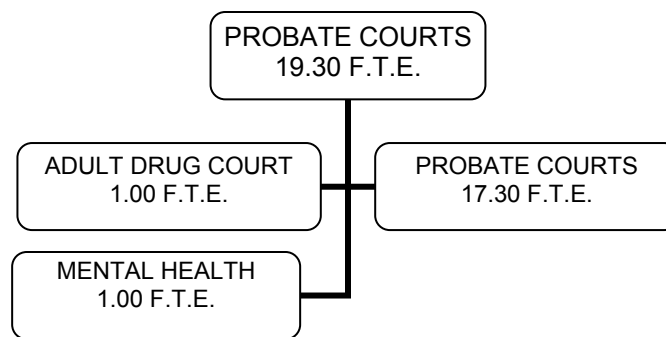 PROBATE COURTS
19.30 F.T.E.
ADULT DRUG COURT
1.00 F.T.E.
PROBATE COURTS
17.30 F.T.E.
MENTAL HEALTH
1.00 F.T.E.